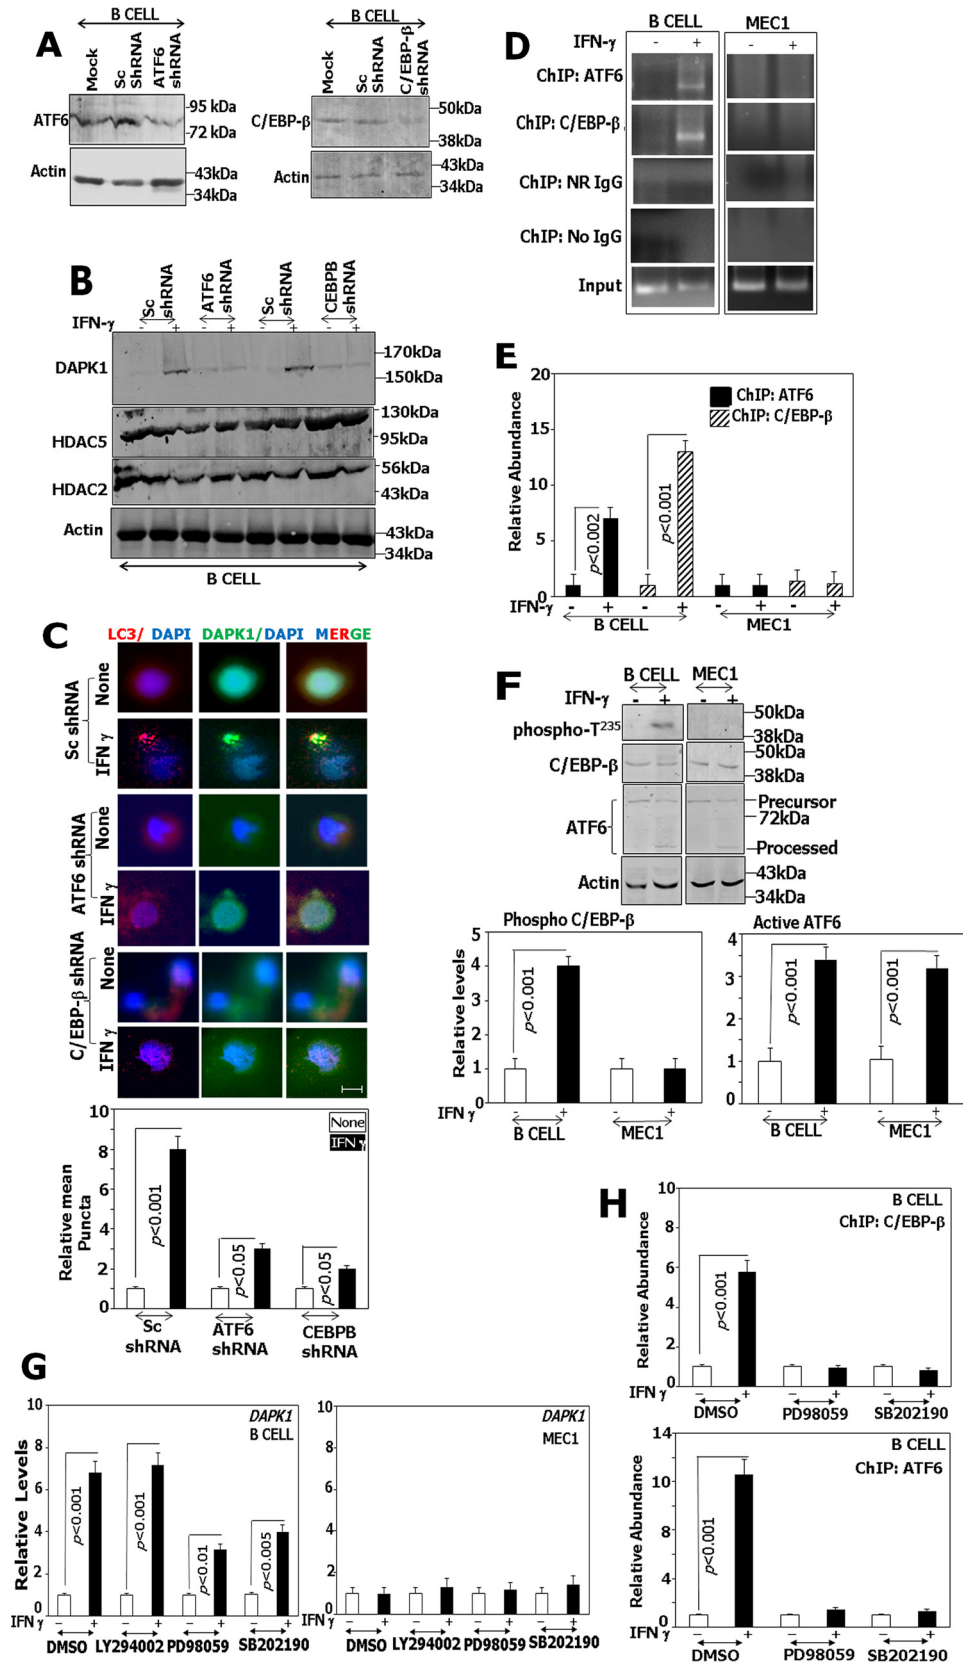 A
B CELL
Mock
Sc shRNA
ATF6 shRNA
ATF6
95 kDa
72 kDa
Actin
43kDa
34kDa
B CELL
Mock
Sc ShRNA
C/EBP-β shRNA
C/EBP-β
50kDa
38kDa
Actin
43kDa
34kDa
B
Sc shRNA
ATF6 shRNA
Sc shRNA
CEBPB shRNA
IFN-γ - + - + - + - +
DAPK1
170kDa
150kDa
HDAC5
130kDa
95kDa
HDAC2
56kDa
43kDa
Actin
43kDa
34kDa
B CELL
C
LC3/ DAPI DAPK1/DAPI MERGE
Sc shRNA
None
IFN γ
ATF6 shRNA
None
IFN γ
C/EBP-β shRNA
None
IFN γ
Relative mean Puncta
10
8
6
4
2
0
None
IFN γ
p<0.001
p<0.05
p<0.05
Sc shRNA
ATF6 shRNA
CEBPB shRNA
D
B CELL MEC1
IFN-γ - + - +
ChIP: ATF6
ChIP: C/EBP-β
ChIP: NR IgG
ChIP: No IgG
Input
E
Relative Abundance
20
15
10
5
0
ChIP: ATF6
ChIP: C/EBP-β
p<0.002
p<0.001
IFN-γ - + - + - + - +
B CELL MEC1
F
B CELL MEC1
IFN-γ - + - +
phospho-T235
50kDa
38kDa
C/EBP-β
50kDa
38kDa
ATF6
Precursor
72kDa
Processed
Actin
43kDa
34kDa
Phospho C/EBP-β
Relative levels
5
4
3
2
1
0
p<0.001
IFN γ - + - +
B CELL MEC1
Active ATF6
4
3
2
1
0
p<0.001
p<0.001
- + - +
B CELL MEC1
G
Relative Levels
10
8
6
4
2
0
DAPK1
B CELL
p<0.001
p<0.001
p<0.01
p<0.005
IFN γ − + − + − + − +
DMSO LY294002 PD98059 SB202190
10
8
6
4
2
0
DAPK1
MEC1
IFN γ − + − + − + − +
DMSO LY294002 PD98059 SB202190
H
Relative Abundance
10
8
6
4
2
0
B CELL
ChIP: C/EBP-β
p<0.001
IFN γ − + − + − +
DMSO PD98059 SB202190
Relative Abundance
14
12
10
8
6
4
2
0
B CELL
ChIP: ATF6
p<0.001
IFN γ − + − + − +
DMSO PD98059 SB202190